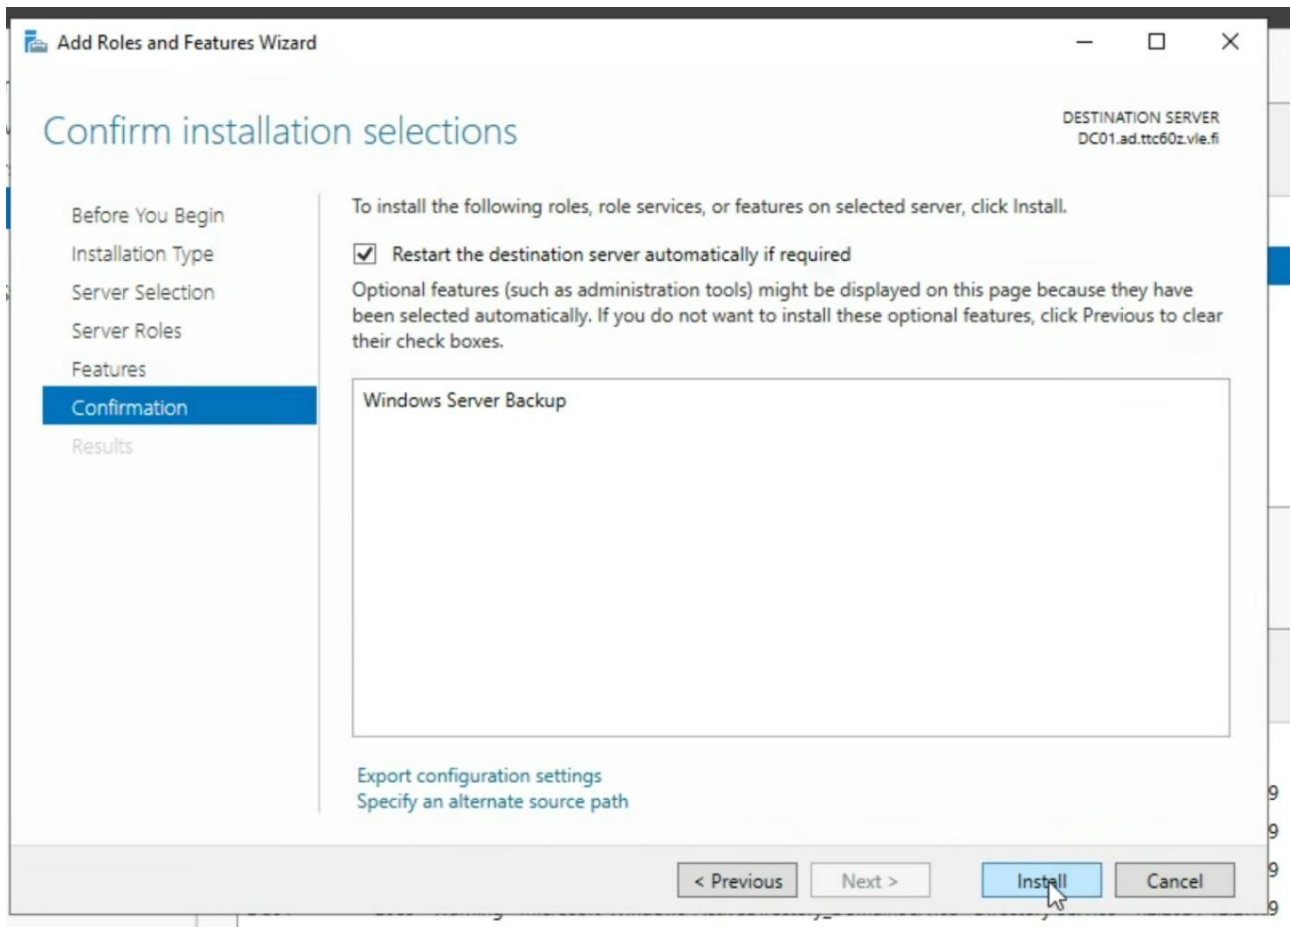 Add Roles and Features Wizard
Confirm installation selections
DESTINATION SERVER
DC01.ad.ttc60z.vle.fi
Before You Begin
Installation Type
Server Selection
Server Roles
Features
Confirmation
Results
To install the following roles, role services, or features on selected server, click Install.
Restart the destination server automatically if required
Optional features (such as administration tools) might be displayed on this page because they have
been selected automatically. If you do not want to install these optional features, click Previous to clear
their check boxes.
Windows Server Backup
Export configuration settings
Specify an alternate source path
< Previous
Next >
Install
Cancel
9
9
9
9